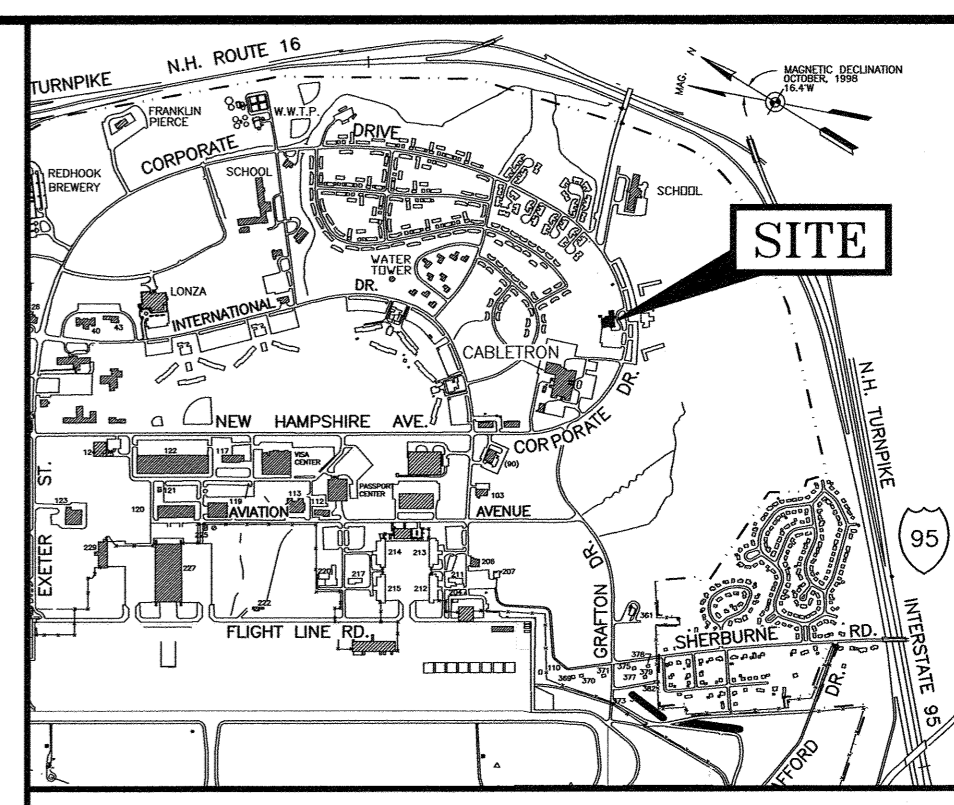 N.H. ROUTE 16
TURNPIKE
N
MAG.
MAGNETIC DECLINATION
OCTOBER, 1998
16.4°W
FRANKLIN
PIERCE
W.W.T.P.
CORPORATE DRIVE
REDHOOK
BREWERY
SCHOOL
SCHOOL
SITE
WATER
TOWER
LONZA
INTERNATIONAL DR.
40
43
CABLETRON
N.H. TURNPIKE
NEW HAMPSHIRE AVE.
CORPORATE DR.
122
117
VISA
CENTER
(90)
EXETER ST.
123
121
119
113
112
PASSPORT
CENTER
103
120
AVIATION AVENUE
95
229
227
214
213
208
207
220
217
211
215
212
204
222
GRAFTON DR.
361
FLIGHT LINE RD.
SHERBURNE RD.
INTERSTATE 95
110
369
370
371
375
378
377
379
382
373
AFFORD DR.